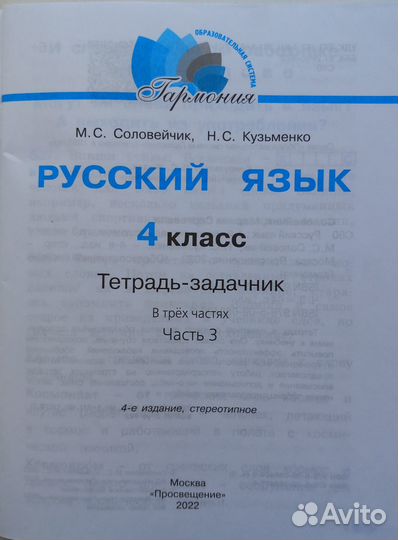 ОБРАЗОВАТЕЛЬНАЯ СИСТЕМА
Гармония
М.С. Соловейчик, Н.С. Кузьменко
РУССКИЙ ЯЗЫК
4 класс
Тетрадь-задачник
В трёх частях
Часть 3
4-е издание, стереотипное
Москва
«Просвещение»
2022
Avito